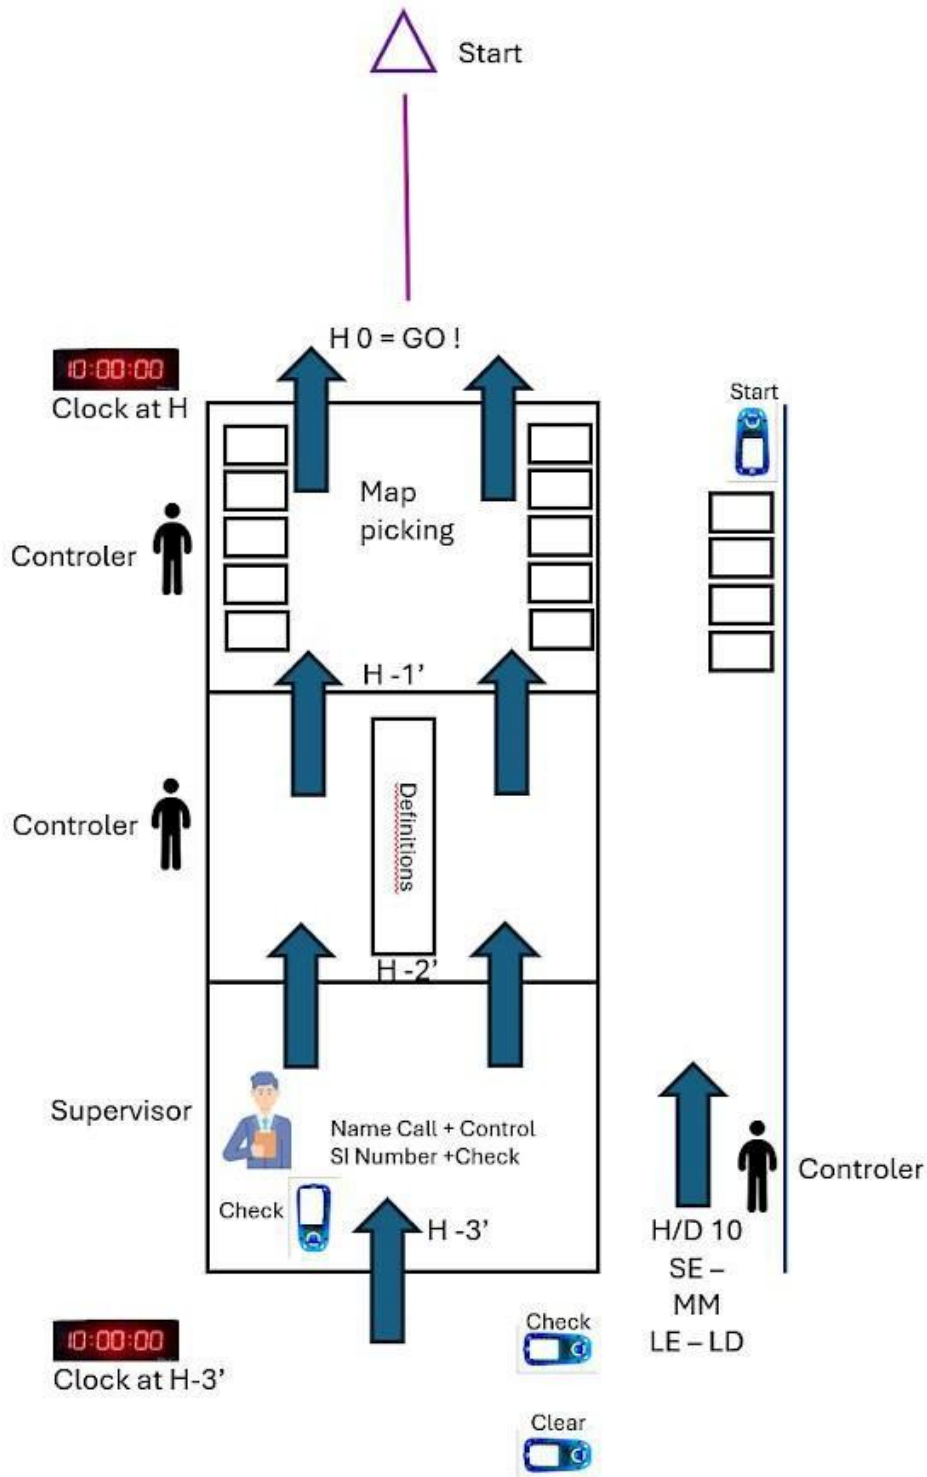 Start
H 0 = GO !
10:00:00
Clock at H
Start
Map
picking
Controler
H -1’
Definitions
Controler
H -2’
Supervisor
Name Call + Control
SI Number +Check
Controler
Check
H -3’
H/D 10
SE –
MM
LE – LD
10:00:00
Clock at H-3’
Check
Clear